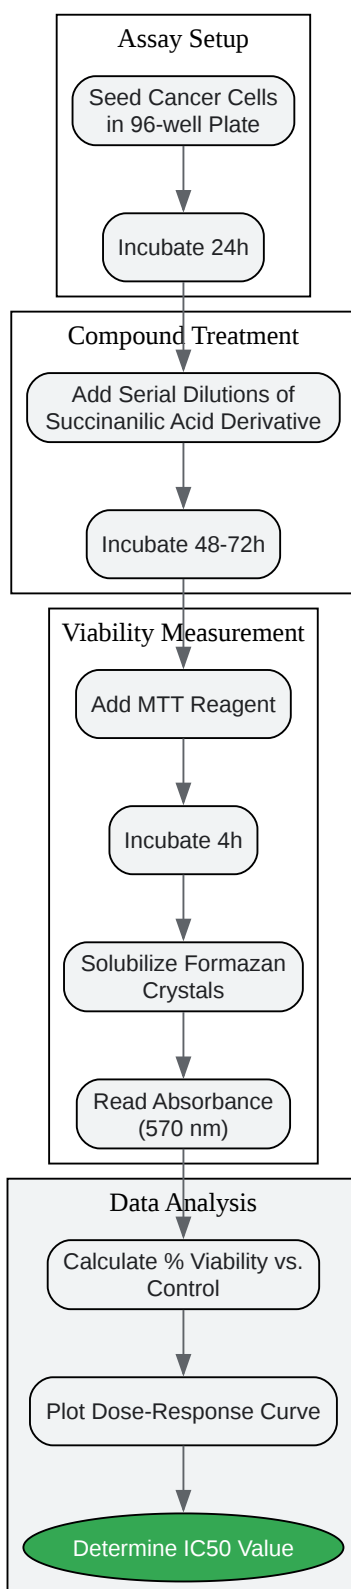 Assay Setup
Seed Cancer Cells
in 96-well Plate
Incubate 24h
Compound Treatment
Add Serial Dilutions of
Succinanilic Acid Derivative
Incubate 48-72h
Viability Measurement
Add MTT Reagent
Incubate 4h
Solubilize Formazan
Crystals
Read Absorbance
(570 nm)
Data Analysis
Calculate % Viability vs.
Control
Plot Dose-Response Curve
Determine IC50 Value